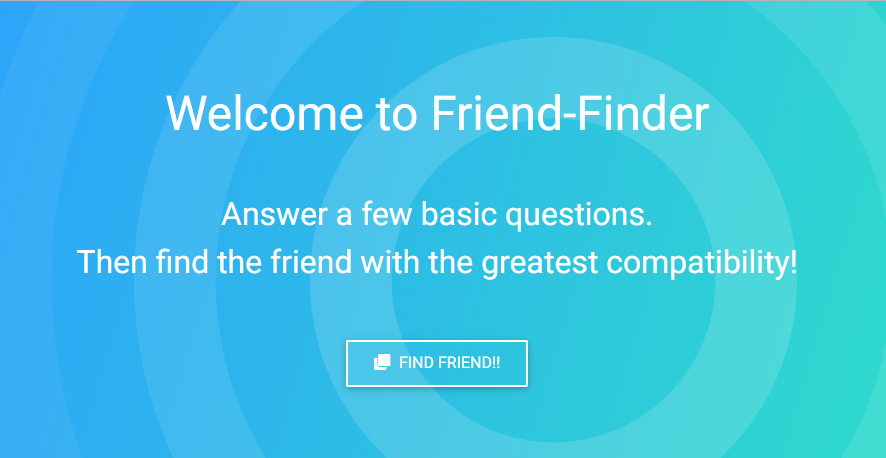 Welcome to Friend-Finder
Answer a few basic questions.
Then find the friend with the greatest compatibility!
FIND FRIEND!!